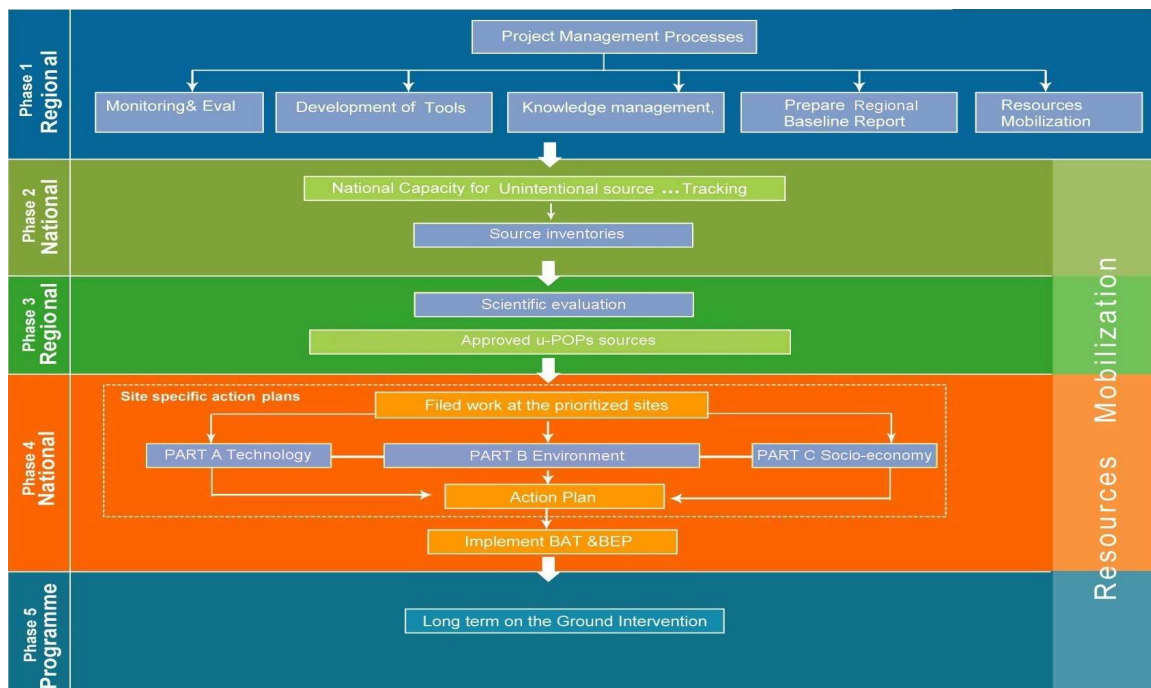 Phase 1
Regional
Project Management Processes
Monitoring& Eval
Development of Tools
Knowledge management,
Prepare Regional
Baseline Report
Resources
Mobilization
Phase 2
National
National Capacity for Unintentional source ...Tracking
Source inventories
Phase 3
Regional
Scientific evaluation
Approved u-POPs sources
Phase 4
National
Site specific action plans
Filed work at the prioritized sites
PART A Technology
PART B Environment
PART C Socio-economy
Action Plan
Implement BAT &BEP
Phase 5
Programme
Long term on the Ground Intervention
Resources Mobilization